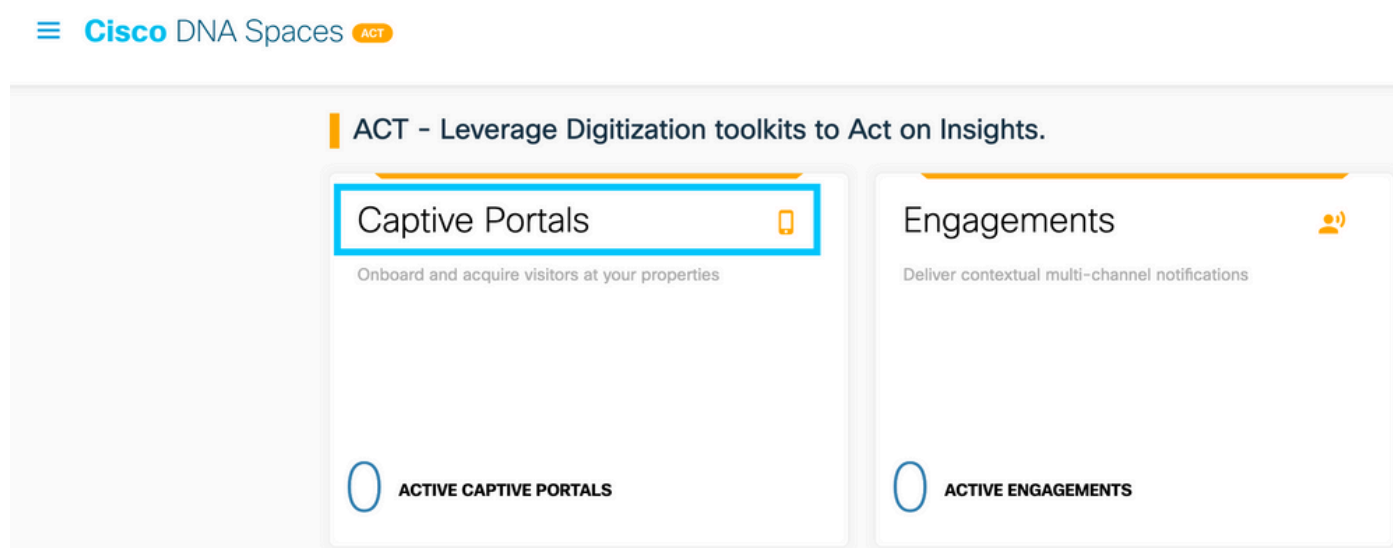 Cisco DNA Spaces ACT
ACT - Leverage Digitization toolkits to Act on Insights.
Captive Portals
Onboard and acquire visitors at your properties
0 ACTIVE CAPTIVE PORTALS
Engagements
Deliver contextual multi-channel notifications
0 ACTIVE ENGAGEMENTS